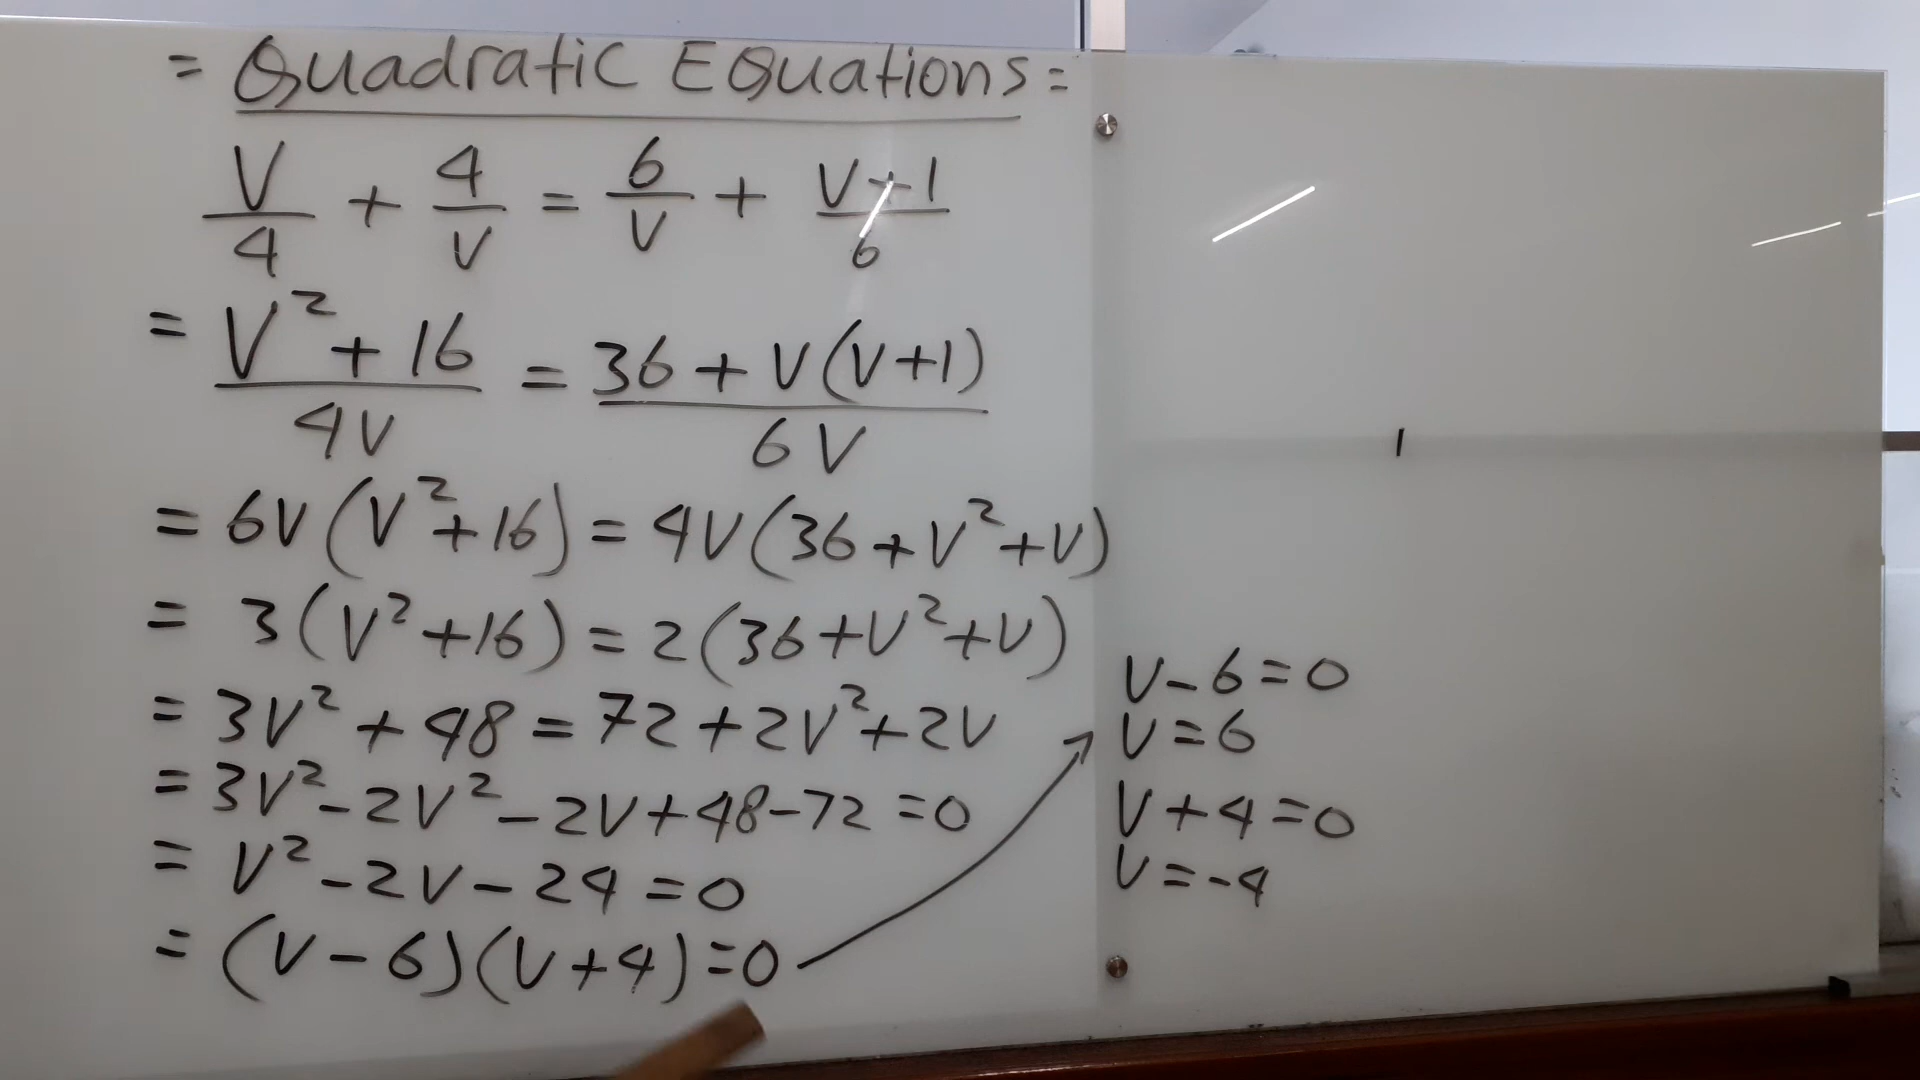 = Quadratic Equations =
V/4 + 4/V = 6/V + V+1/6
= V²+16/4V = 36+V(V+1)/6V
= 6V(V²+16) = 4V(36+V²+V)
= 3(V²+16) = 2(36+V²+V)
= 3V² + 48 = 72 + 2V² + 2V
= 3V² - 2V² - 2V + 48 - 72 = 0
= V² - 2V - 24 = 0
= (V - 6)(V + 4) = 0
V - 6 = 0
V = 6
V + 4 = 0
V = -4